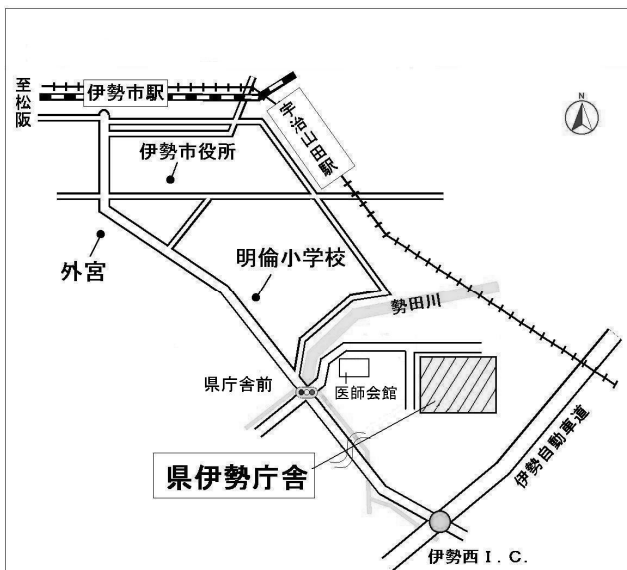 N
至松阪
伊勢市駅
宇治山田駅
伊勢市役所
外宮
明倫小学校
勢田川
県庁舎前
医師会館
県伊勢庁舎
伊勢自動車道
伊勢西I.C.